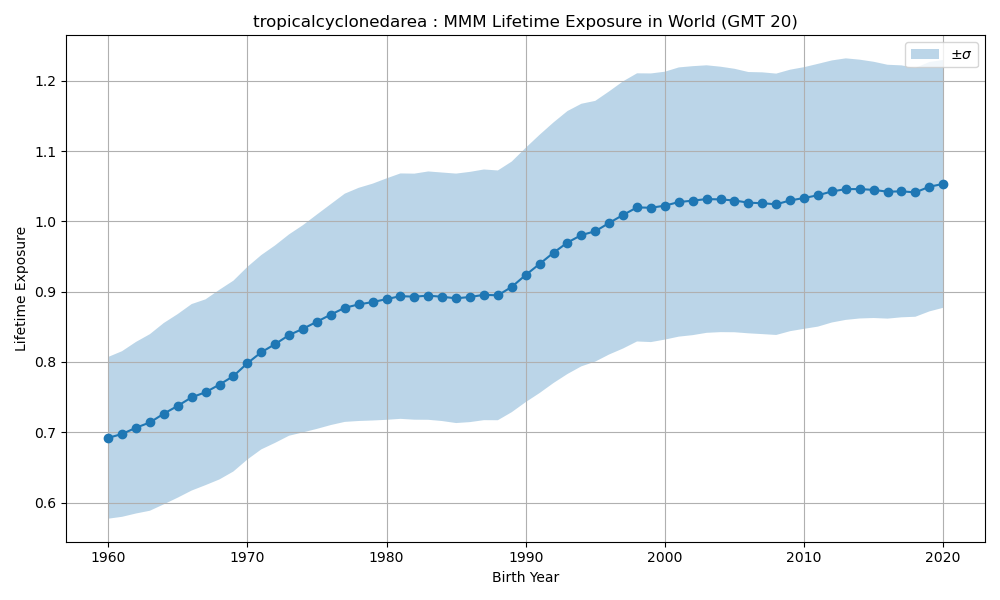 tropicalcyclonedarea : MMM Lifetime Exposure in World (GMT 20)
±σ
1.2
1.1
1.0
0.9
0.8
0.7
0.6
Lifetime Exposure
1960 1970 1980 1990 2000 2010 2020
Birth Year